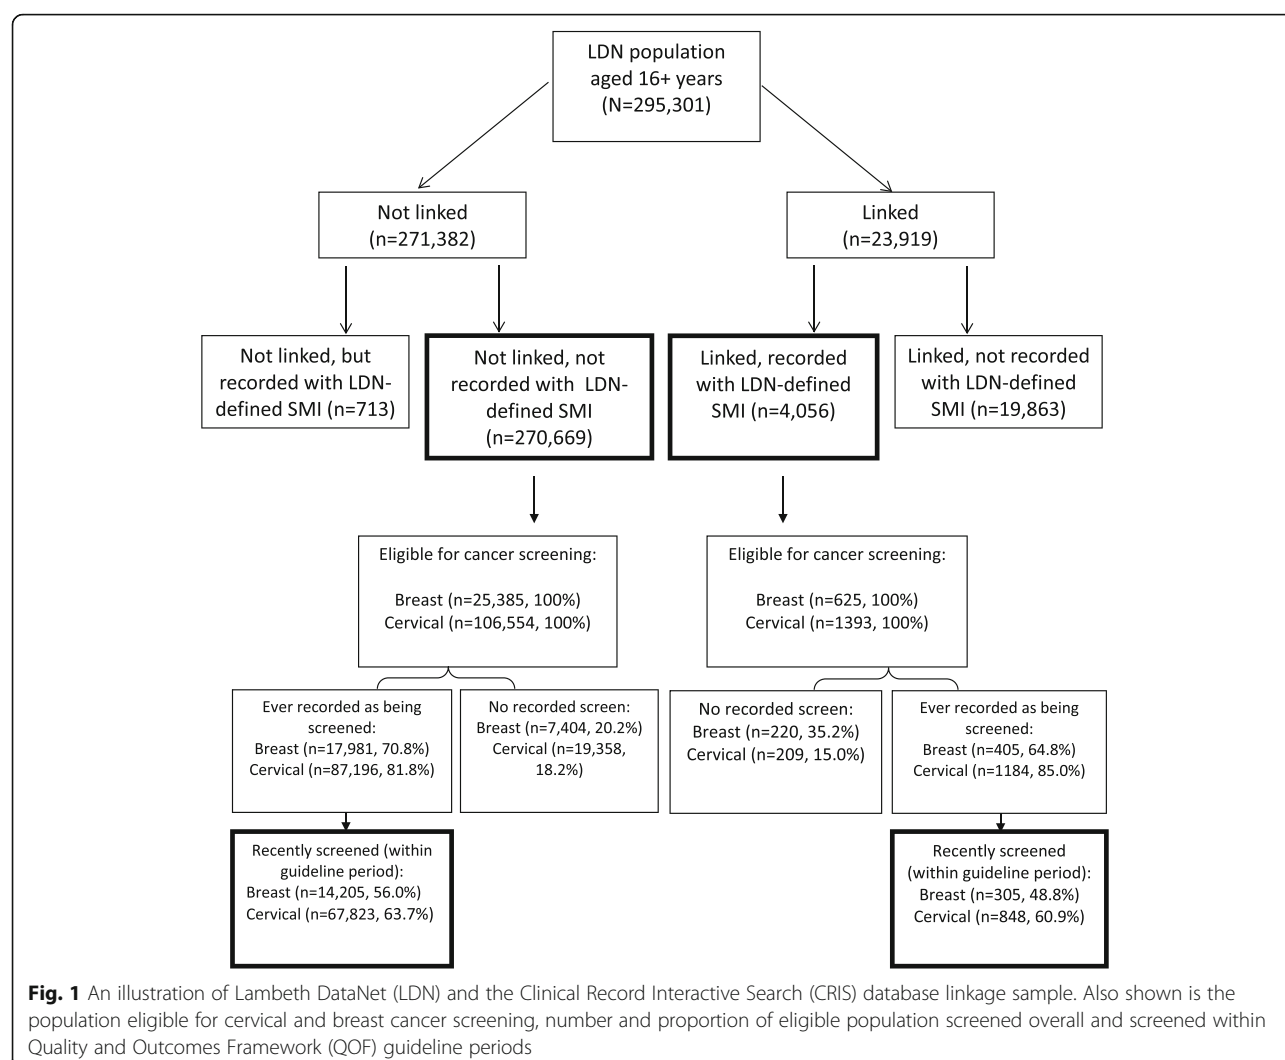 LDN population
aged 16+ years
(N=295,301)
Not linked
(n=271,382)
Linked
(n=23,919)
Not linked, but
recorded with LDN-
defined SMI (n=713)
Not linked, not
recorded with LDN-
defined SMI
(n=270,669)
Linked, recorded
with LDN-defined
SMI (n=4,056)
Linked, not recorded
with LDN-defined
SMI (n=19,863)
Eligible for cancer screening:
Breast (n=25,385, 100%)
Cervical (n=106,554, 100%)
Eligible for cancer screening:
Breast (n=625, 100%)
Cervical (n=1393, 100%)
Ever recorded as being
screened:
Breast (n=17,981, 70.8%)
Cervical (n=87,196, 81.8%)
No recorded screen:
Breast (n=7,404, 20.2%)
Cervical (n=19,358,
18.2%)
No recorded screen:
Breast (n=220, 35.2%)
Cervical (n=209, 15.0%)
Ever recorded as being
screened:
Breast (n=405, 64.8%)
Cervical (n=1184, 85.0%)
Recently screened (within
guideline period):
Breast (n=14,205, 56.0%)
Cervical (n=67,823, 63.7%)
Recently screened
(within guideline period):
Breast (n=305, 48.8%)
Cervical (n=848, 60.9%)
Fig. 1 An illustration of Lambeth DataNet (LDN) and the Clinical Record Interactive Search (CRIS) database linkage sample. Also shown is the
population eligible for cervical and breast cancer screening, number and proportion of eligible population screened overall and screened within
Quality and Outcomes Framework (QOF) guideline periods